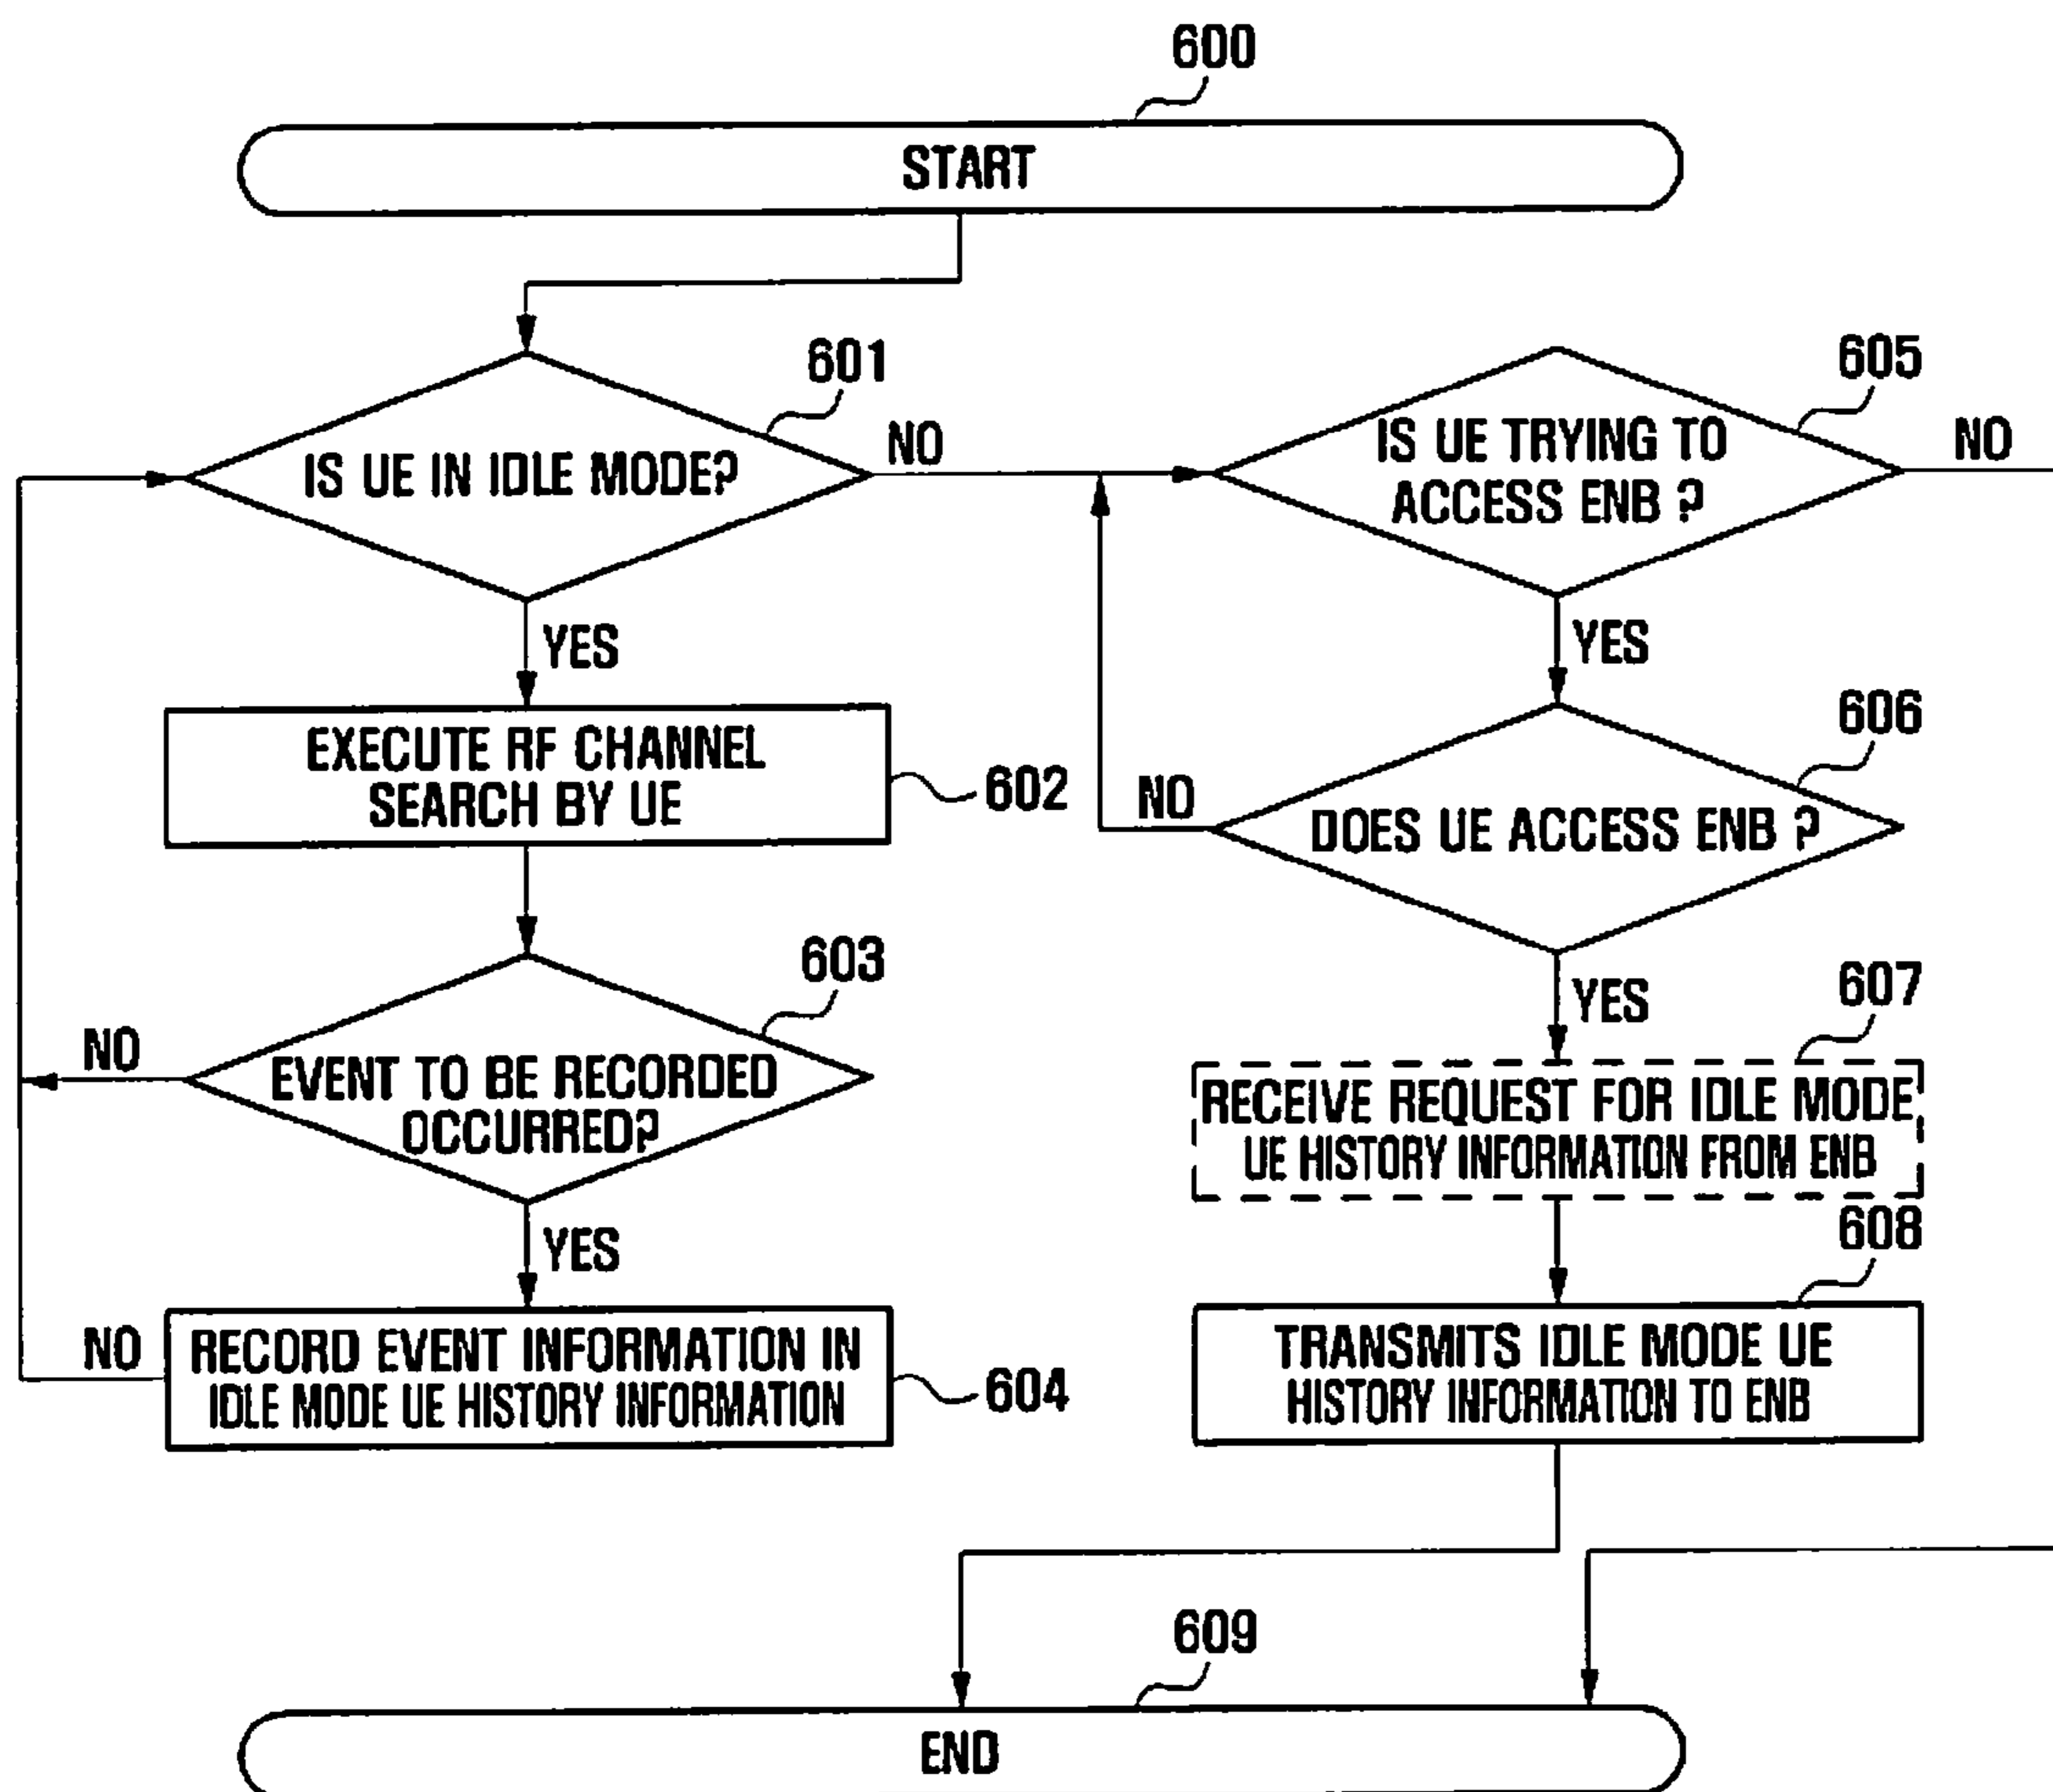 600
START
601
IS UE IN IDLE MODE?
NO
605
IS UE TRYING TO
ACCESS ENB ?
NO
YES
YES
EXECUTE RF CHANNEL
SEARCH BY UE
602
606
DOES UE ACCESS ENB ?
NO
603
EVENT TO BE RECORDED
OCCURRED?
NO
YES
607
RECEIVE REQUEST FOR IDLE MODE
UE HISTORY INFORMATION FROM ENB
YES
608
NO
RECORD EVENT INFORMATION IN
IDLE MODE UE HISTORY INFORMATION
604
TRANSMITS IDLE MODE UE
HISTORY INFORMATION TO ENB
609
END